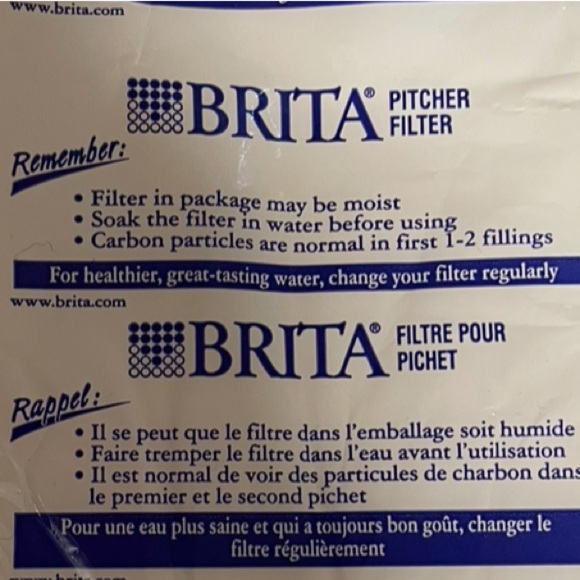 www.brita.com
BRITA® PITCHER
FILTER
Remember:
• Filter in package may be moist
• Soak the filter in water before using
• Carbon particles are normal in first 1-2 fillings
For healthier, great-tasting water, change your filter regularly
www.brita.com
BRITA® FILTRE POUR
PICHET
Rappel:
• Il se peut que le filtre dans l'emballage soit humide
• Faire tremper le filtre dans l'eau avant l'utilisation
• Il est normal de voir des particules de charbon dans
le premier et le second pichet
Pour une eau plus saine et qui a toujours bon goût, changer le
filtre régulièrement